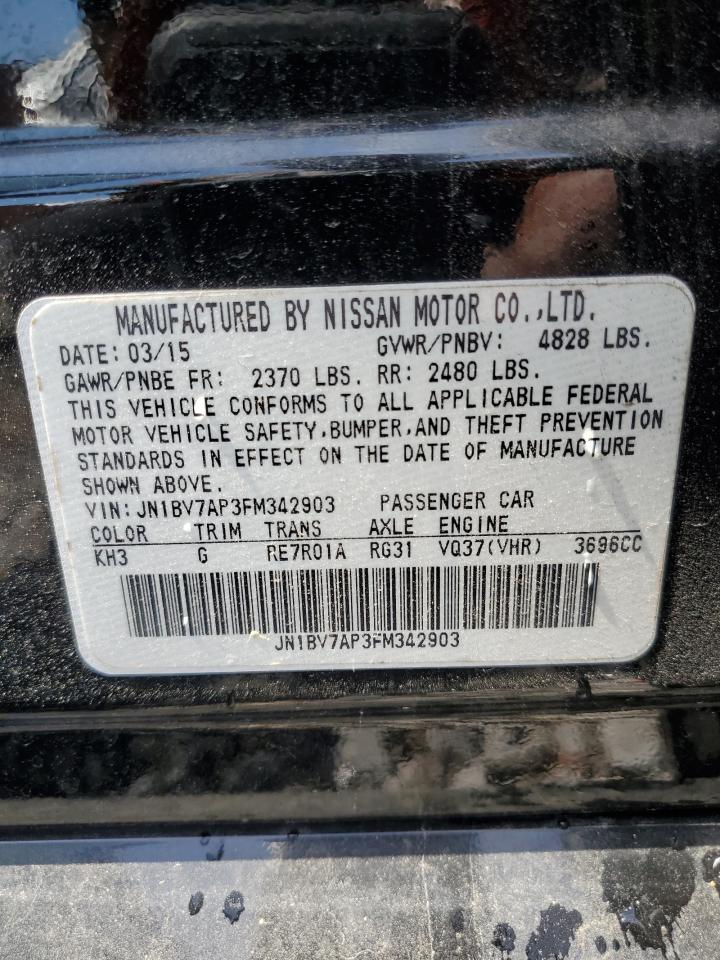 MANUFACTURED BY NISSAN MOTOR CO.,LTD.
DATE: 03/15 GVWR/PNBV: 4828 LBS.
GAWR/PNBE FR: 2370 LBS. RR: 2480 LBS.
THIS VEHICLE CONFORMS TO ALL APPLICABLE FEDERAL
MOTOR VEHICLE SAFETY,BUMPER,AND THEFT PREVENTION
STANDARDS IN EFFECT ON THE DATE OF MANUFACTURE
SHOWN ABOVE.
VIN: JN1BV7AP3FM342903 PASSENGER CAR
COLOR TRIM TRANS AXLE ENGINE
KH3 G RE7R01A RG31 VQ37(VHR) 3696CC
JN1BV7AP3FM342903